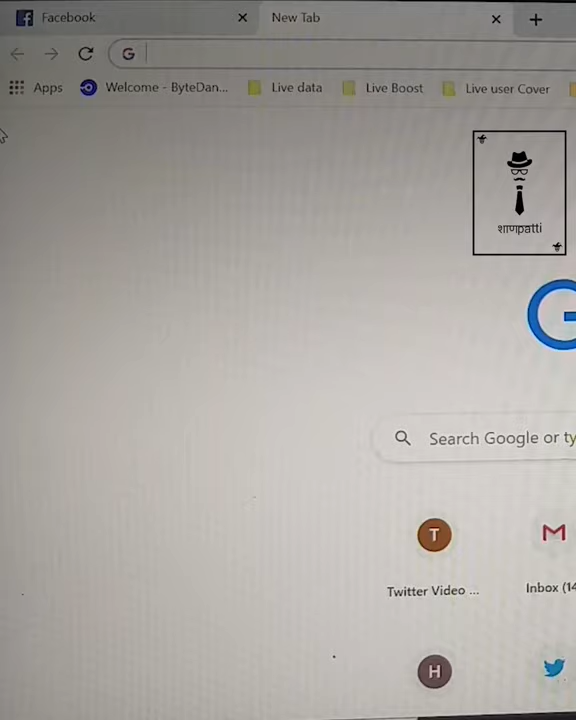 Facebook
New Tab
Apps
Welcome - ByteDan...
Live data
Live Boost
Live user Cover
शाणpatti
G
Search Google or ty
T
M
Twitter Video ...
Inbox (14
H